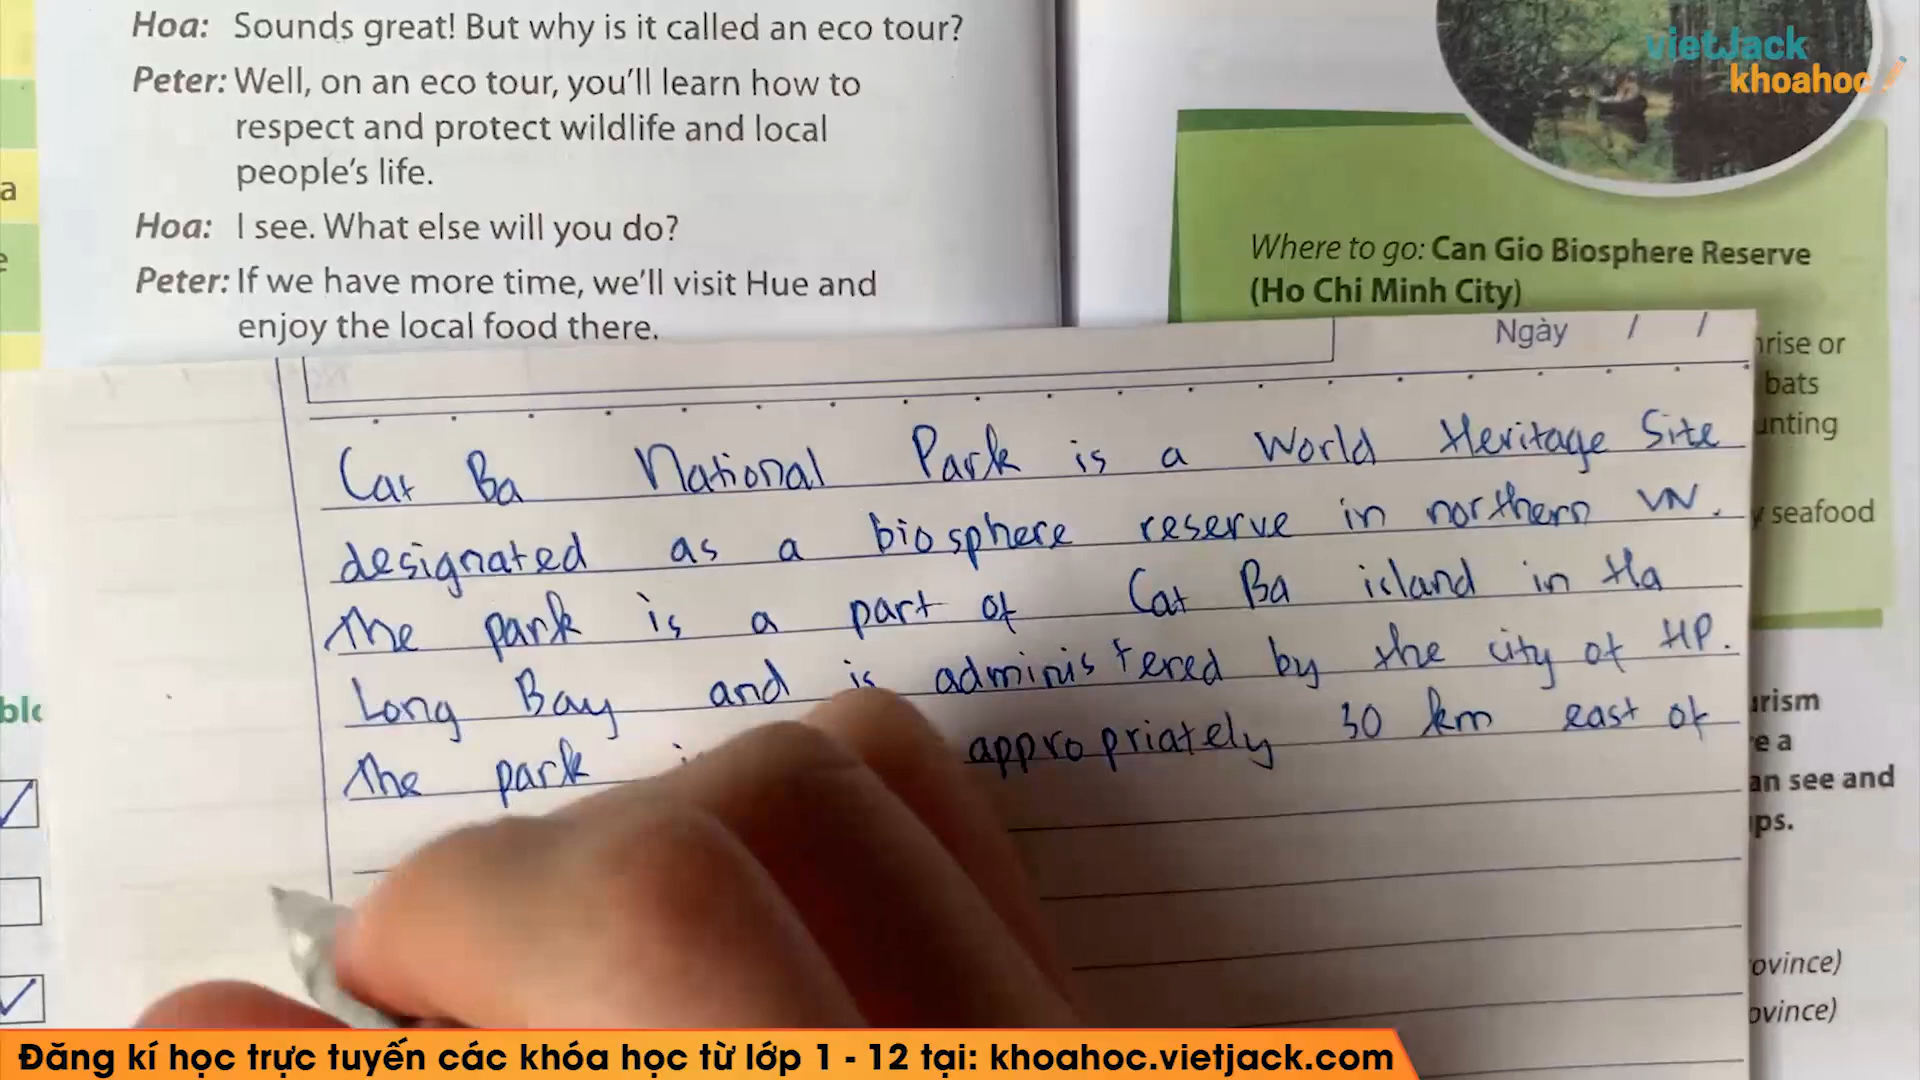 Hoa: Sounds great! But why is it called an eco tour?
Peter: Well, on an eco tour, you'll learn how to
respect and protect wildlife and local
people's life.
Hoa: I see. What else will you do?
Peter: If we have more time, we'll visit Hue and
enjoy the local food there.
vietJack
khoahoc
Where to go: Can Gio Biosphere Reserve
(Ho Chi Minh City)
Ngày / /
Cat Ba National Park is a World Heritage Site
designated as a biosphere reserve in northern VN.
The park is a part of Cat Ba island in Ha
Long Bay and is administered by the city of HP.
The park appropriately 30 km east of
or
bats
seafood
e a
an see and
Đăng kí học trực tuyến các khóa học từ lớp 1 - 12 tại: khoahoc.vietjack.com